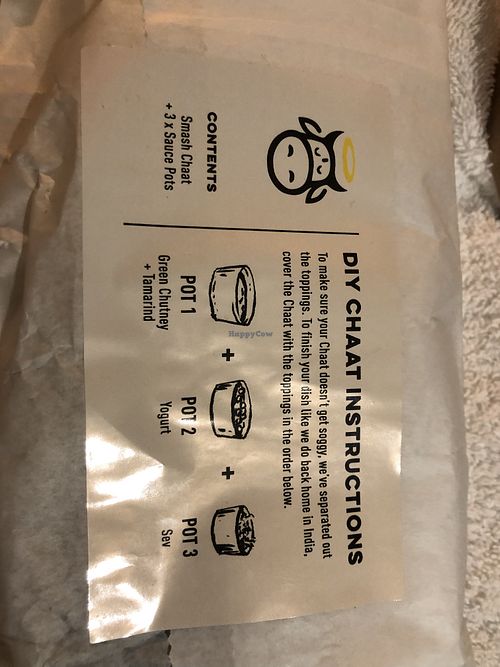 DIY CHAAT INSTRUCTIONS
To make sure your Chaat doesn't get soggy, we've separated out
the toppings. To finish your dish like we do back home in India,
cover the Chaat with the toppings in the order below.
CONTENTS
Smash Chaat
+ 3 x Sauce Pots
+
+
POT 1
Green Chutney
+ Tamarind
POT 2
Yogurt
POT 3
Sev
HappyCow